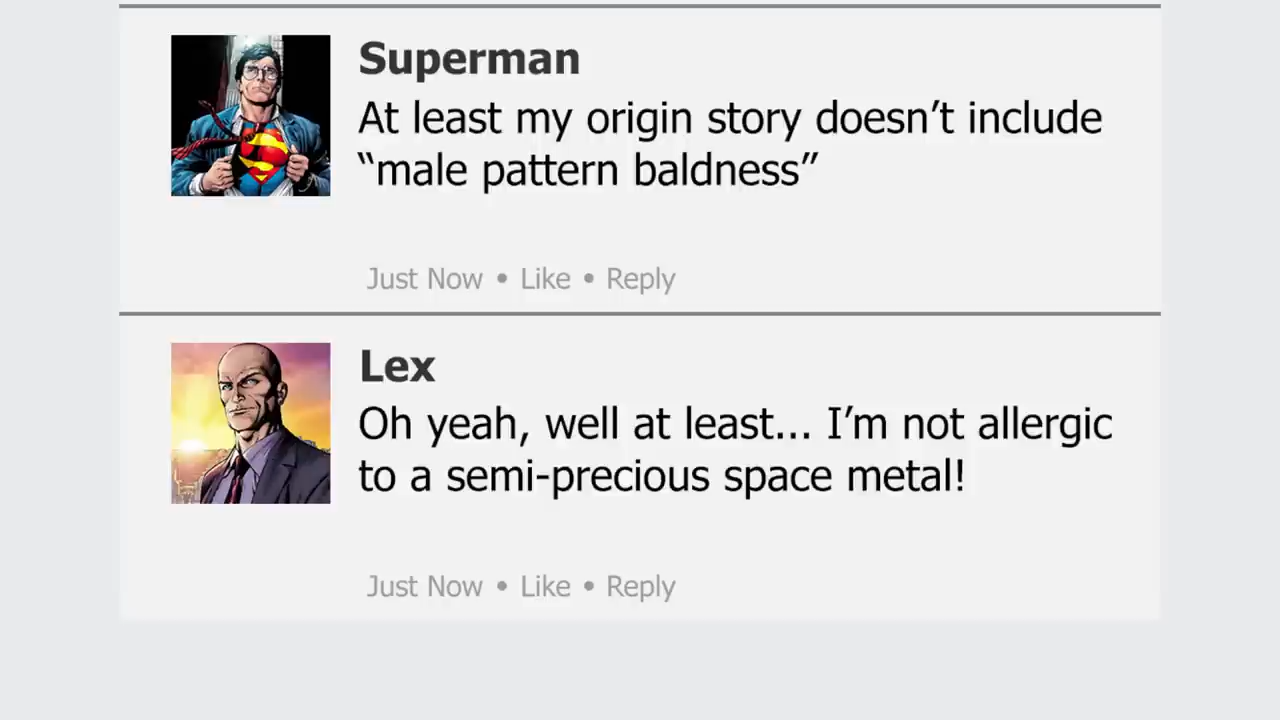 Superman
At least my origin story doesn’t include
“male pattern baldness”
Just Now • Like • Reply
Lex
Oh yeah, well at least... I’m not allergic
to a semi-precious space metal!
Just Now • Like • Reply